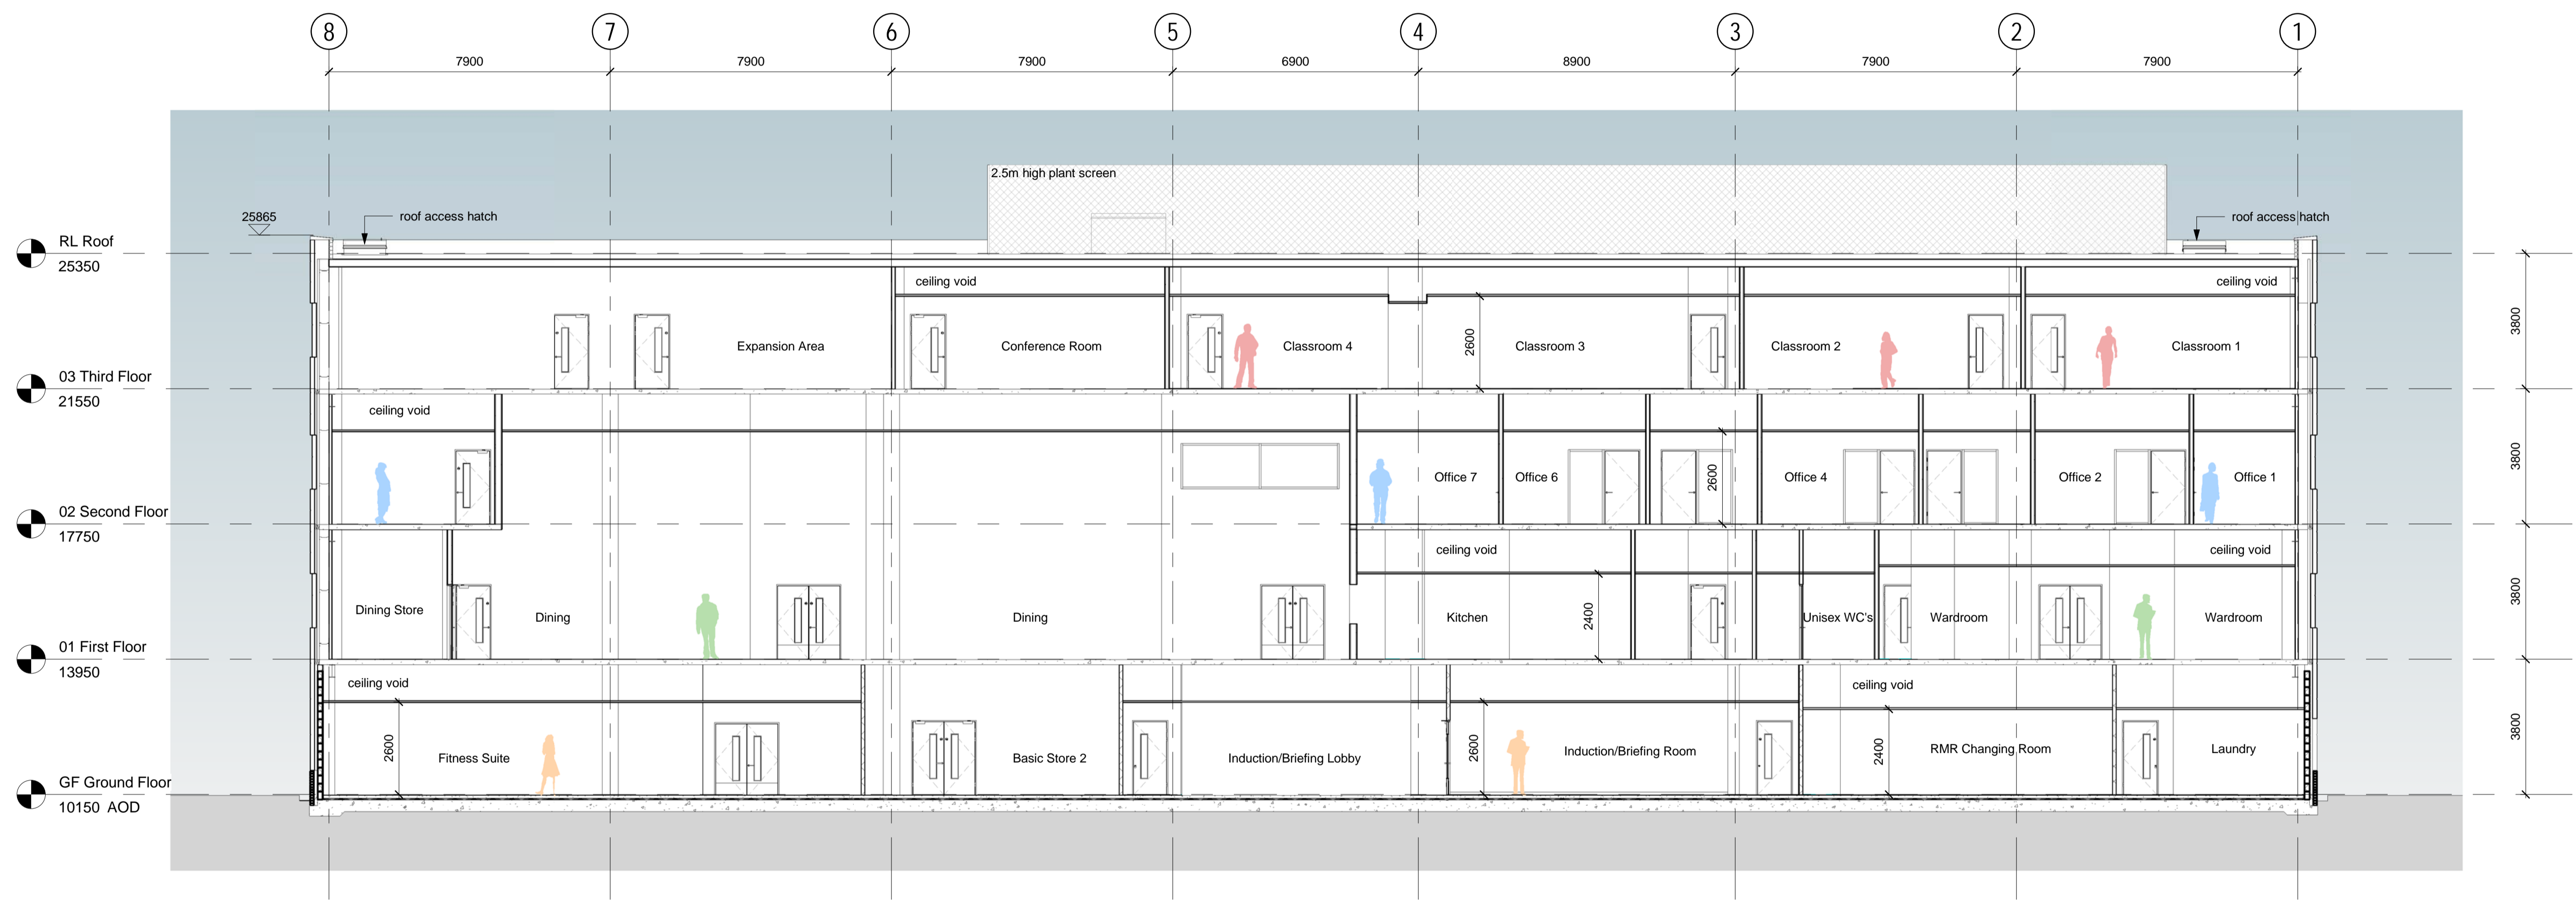 8 7 6 5 4 3 2 1
7900 7900 7900 6900 8900 7900 7900
2.5m high plant screen
25865 roof access hatch roof access hatch
RL Roof
25350
ceiling void ceiling void
3800
2600
Expansion Area Conference Room Classroom 4 Classroom 3 Classroom 2 Classroom 1
03 Third Floor
21550
ceiling void
3800
2600
Office 7 Office 6 Office 4 Office 2 Office 1
02 Second Floor
17750
ceiling void ceiling void
3800
2400
Dining Store Dining Dining Kitchen Unisex WC's Wardroom Wardroom
01 First Floor
13950
ceiling void ceiling void
3800
2600 2600 2400
Fitness Suite Basic Store 2 Induction/Briefing Lobby Induction/Briefing Room RMR Changing Room Laundry
GF Ground Floor
10150 AOD